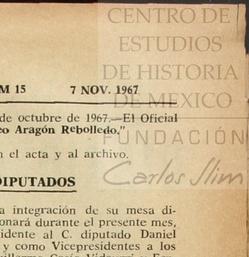 CENTRO DE
ESTUDIOS
DE HISTORIA
DE MEXICO
FUNDACIÓN
Carlos Slim
M 15 7 NOV. 1967
de octubre de 1967.—El Oficial
co Aragón Rebolledo."
n el acta y al archivo.
DIPUTADOS
a integración de su mesa di-
onará durante el presente mes,
sidente al C. diputado Daniel
y como Vicepresidentes a los